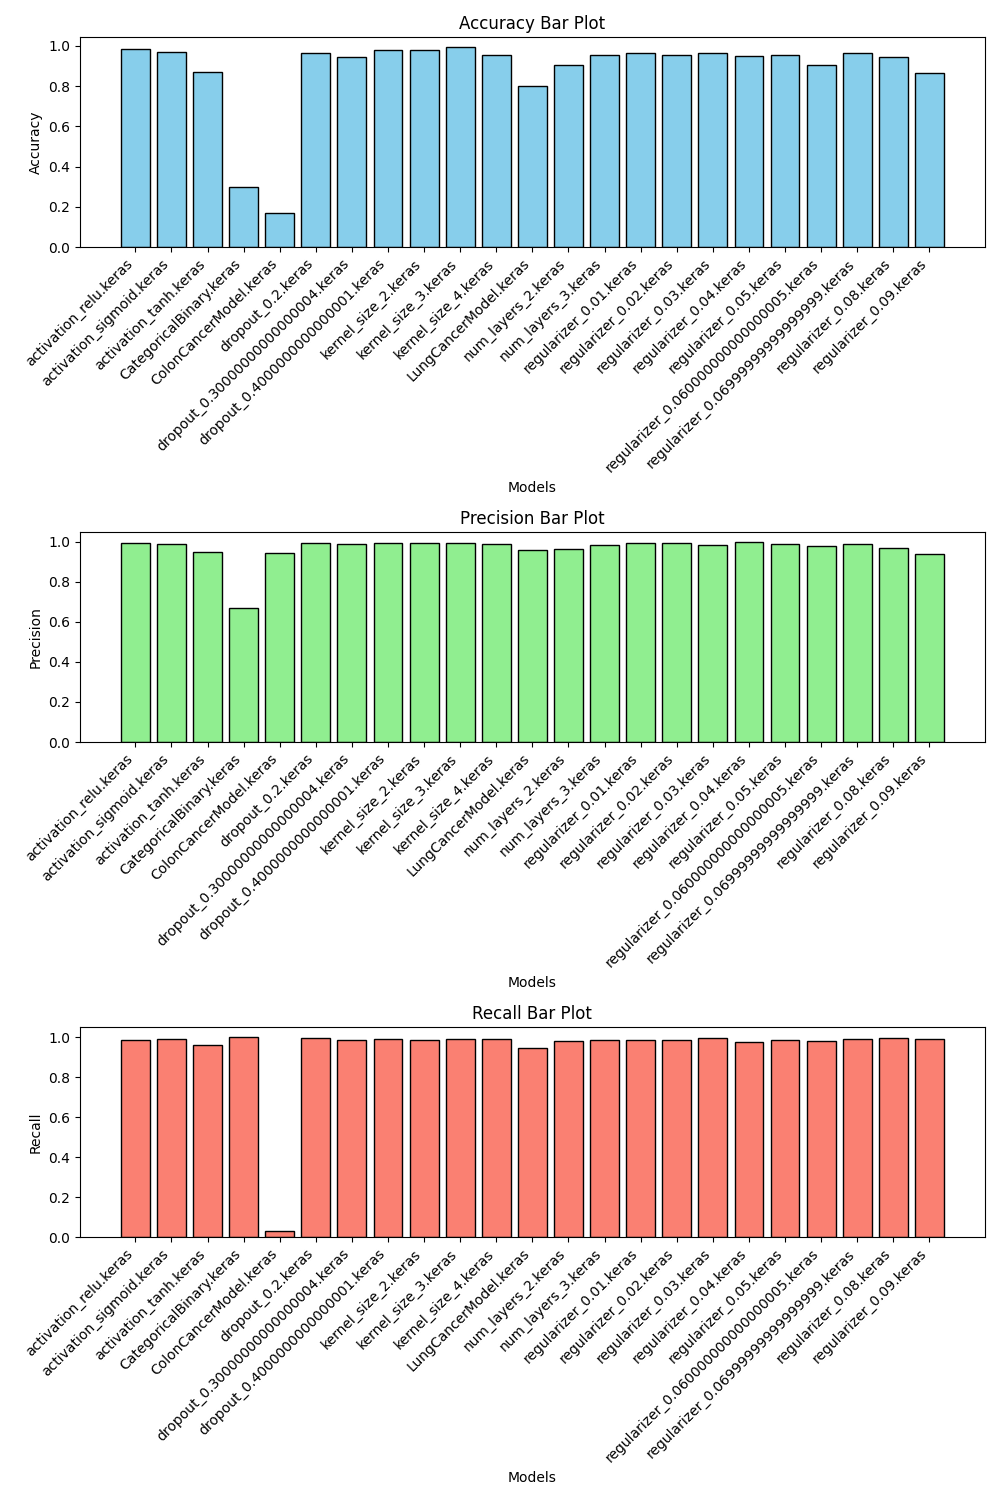 Accuracy Bar Plot
1.0
0.8
0.6
0.4
0.2
0.0
Accuracy
activation_relu.keras
activation_sigmoid.keras
activation_tanh.keras
CategoricalBinary.keras
ColonCancerModel.keras
dropout_0.2.keras
dropout_0.30000000000000004.keras
dropout_0.4000000000000001.keras
kernel_size_2.keras
kernel_size_3.keras
kernel_size_4.keras
LungCancerModel.keras
num_layers_2.keras
num_layers_3.keras
regularizer_0.01.keras
regularizer_0.02.keras
regularizer_0.03.keras
regularizer_0.04.keras
regularizer_0.05.keras
regularizer_0.060000000000000005.keras
regularizer_0.06999999999999999.keras
regularizer_0.08.keras
regularizer_0.09.keras
Models
Precision Bar Plot
1.0
0.8
0.6
0.4
0.2
0.0
Precision
activation_relu.keras
activation_sigmoid.keras
activation_tanh.keras
CategoricalBinary.keras
ColonCancerModel.keras
dropout_0.2.keras
dropout_0.30000000000000004.keras
dropout_0.4000000000000001.keras
kernel_size_2.keras
kernel_size_3.keras
kernel_size_4.keras
LungCancerModel.keras
num_layers_2.keras
num_layers_3.keras
regularizer_0.01.keras
regularizer_0.02.keras
regularizer_0.03.keras
regularizer_0.04.keras
regularizer_0.05.keras
regularizer_0.060000000000000005.keras
regularizer_0.06999999999999999.keras
regularizer_0.08.keras
regularizer_0.09.keras
Models
Recall Bar Plot
1.0
0.8
0.6
0.4
0.2
0.0
Recall
activation_relu.keras
activation_sigmoid.keras
activation_tanh.keras
CategoricalBinary.keras
ColonCancerModel.keras
dropout_0.2.keras
dropout_0.30000000000000004.keras
dropout_0.4000000000000001.keras
kernel_size_2.keras
kernel_size_3.keras
kernel_size_4.keras
LungCancerModel.keras
num_layers_2.keras
num_layers_3.keras
regularizer_0.01.keras
regularizer_0.02.keras
regularizer_0.03.keras
regularizer_0.04.keras
regularizer_0.05.keras
regularizer_0.060000000000000005.keras
regularizer_0.06999999999999999.keras
regularizer_0.08.keras
regularizer_0.09.keras
Models